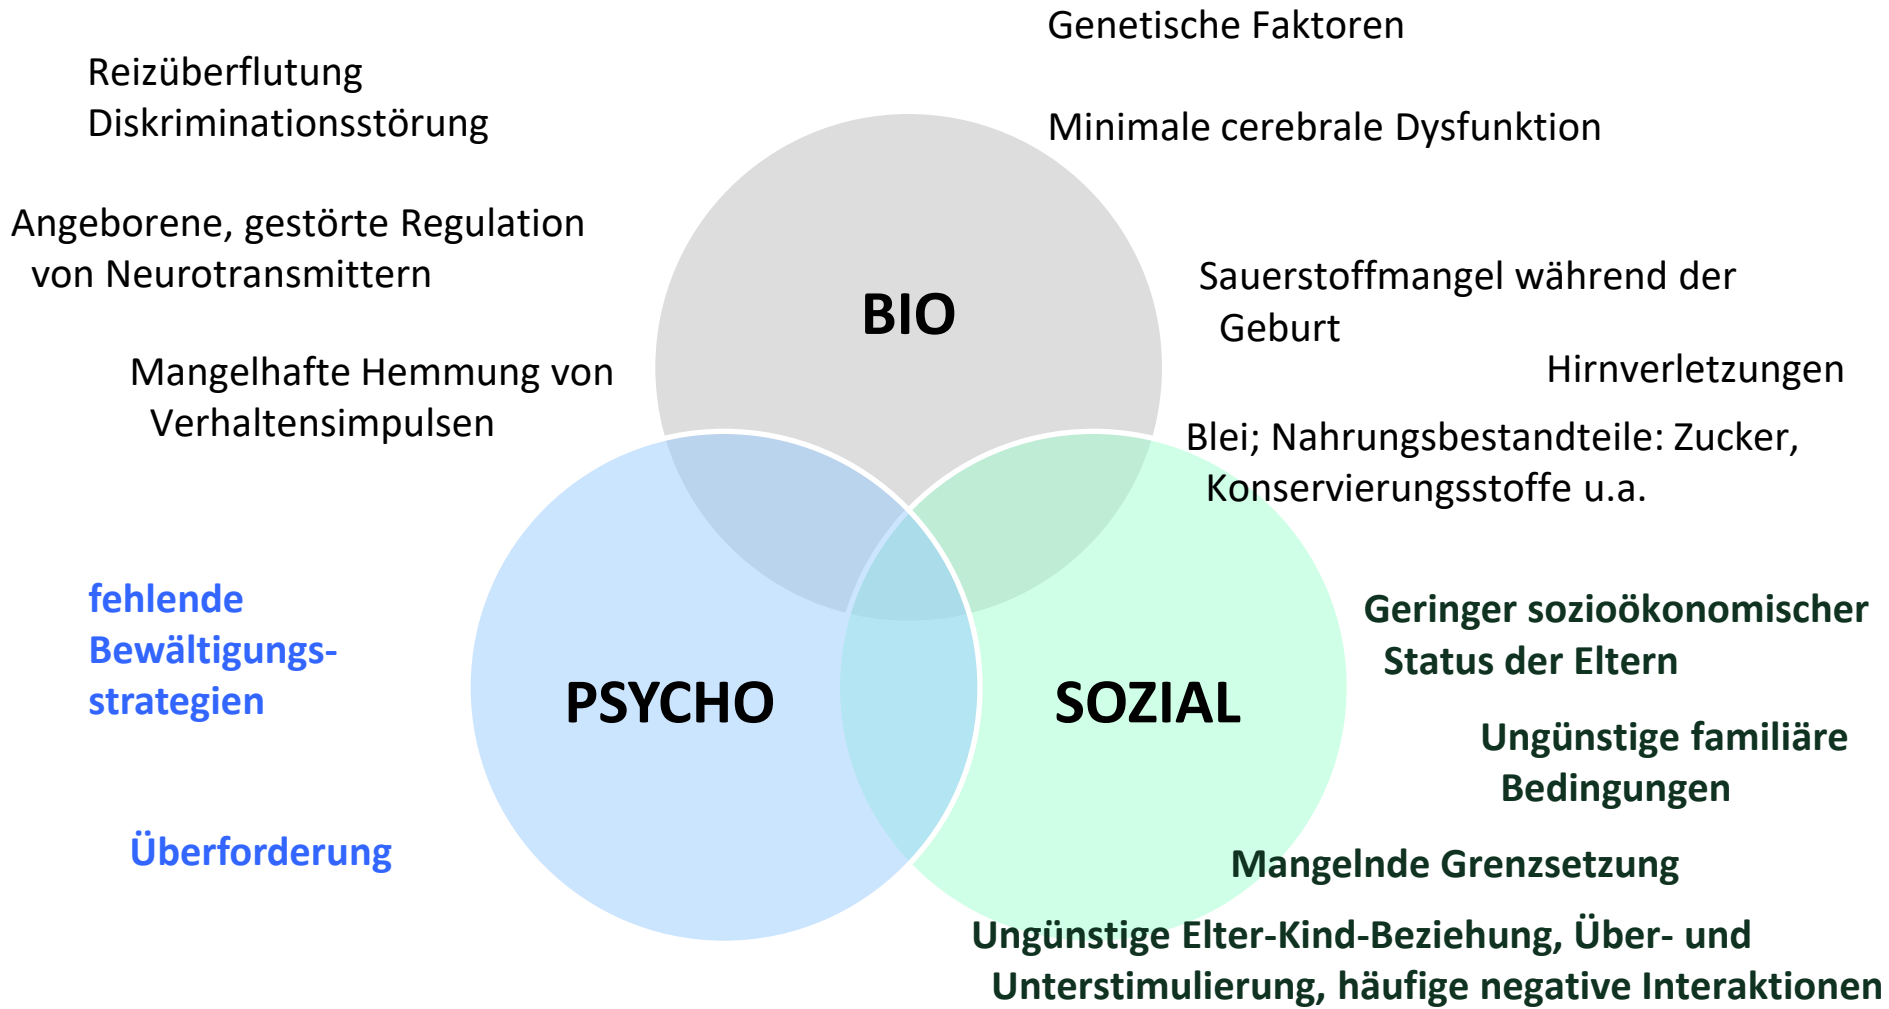 Genetische Faktoren
Reizüberflutung
Diskriminationsstörung
Minimale cerebrale Dysfunktion
Angeborene, gestörte Regulation
von Neurotransmittern
Sauerstoffmangel während der
Geburt
BIO
Hirnverletzungen
Mangelhafte Hemmung von
Verhaltensimpulsen
Blei; Nahrungsbestandteile: Zucker,
Konservierungsstoffe u.a.
fehlende
Bewältigungs-
strategien
Geringer sozioökonomischer
Status der Eltern
PSYCHO
SOZIAL
Ungünstige familiäre
Bedingungen
Überforderung
Mangelnde Grenzsetzung
Ungünstige Elter-Kind-Beziehung, Über- und
Unterstimulierung, häufige negative Interaktionen